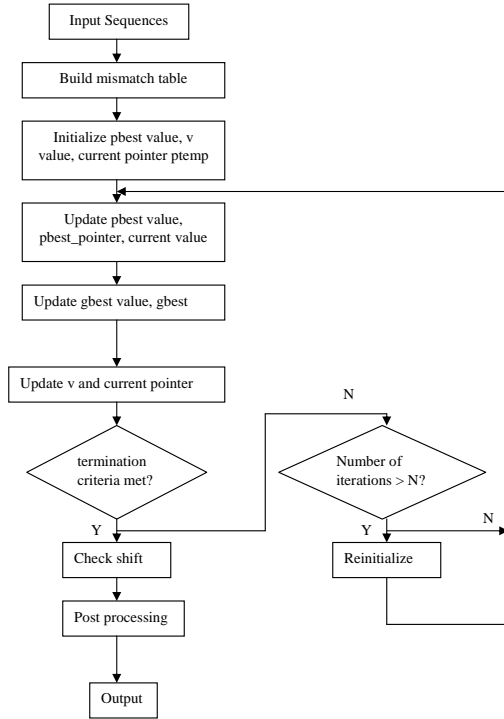 Input Sequences
Build mismatch table
Initialize pbest value, v
value, current pointer ptemp
Update pbest value,
pbest_pointer, current value
Update gbest value, gbest
Update v and current pointer
termination
criteria met?
N
Number of
iterations > N?
Y
Y
N
Check shift
Reinitialize
Post processing
Output